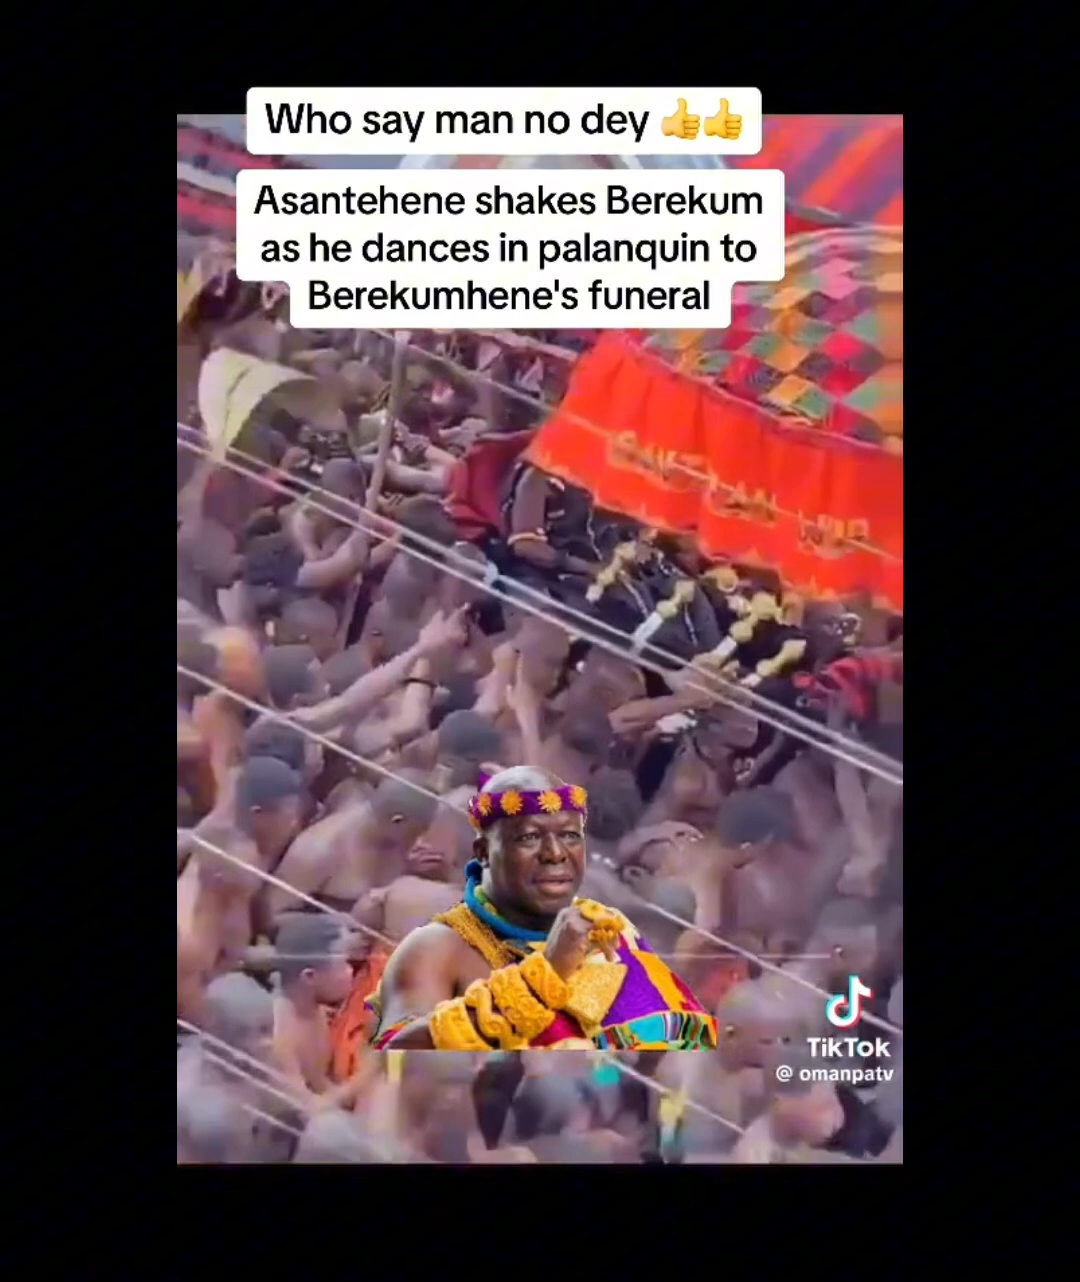 Who say man no dey 👍👍
Asantehene shakes Berekum
as he dances in palanquin to
Berekumhene's funeral
TikTok
@ omanpatv